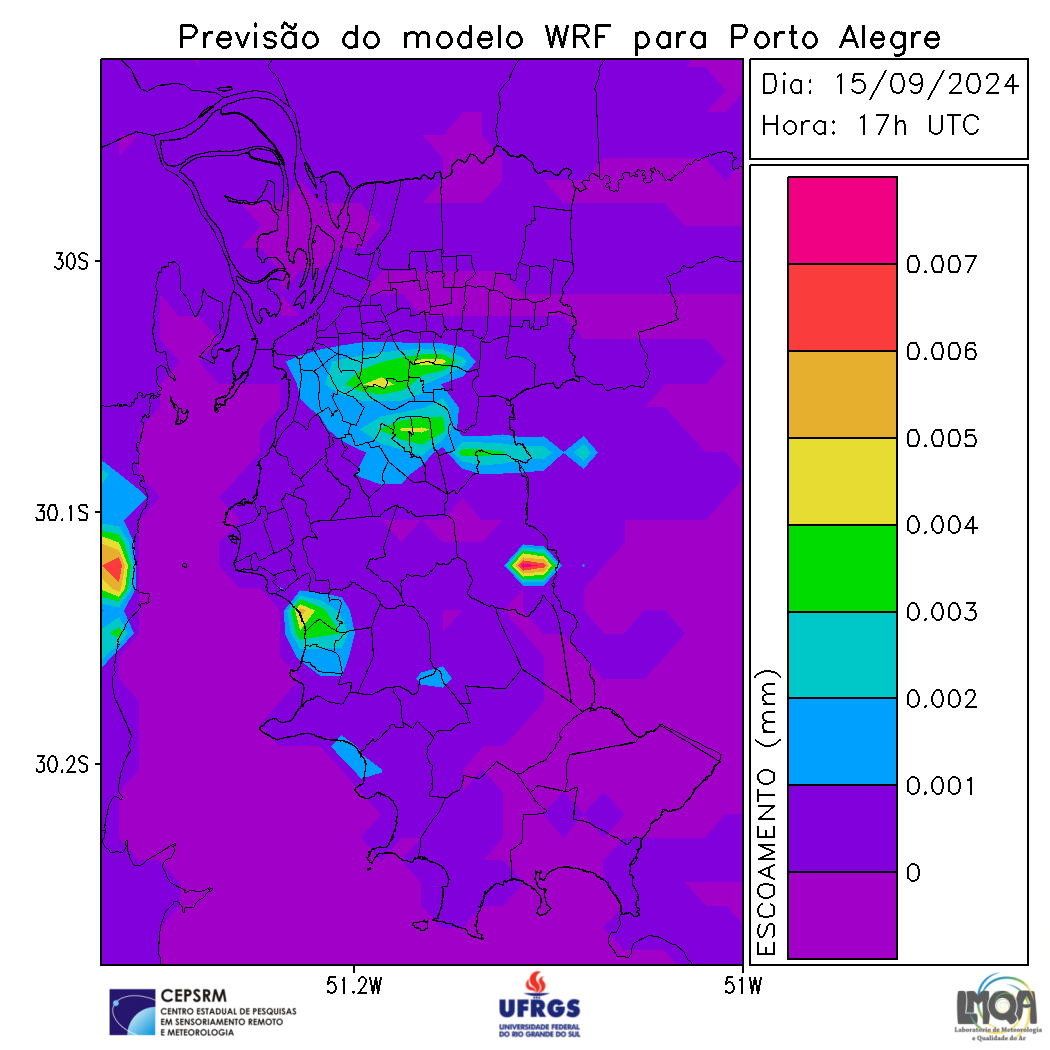 Previsão do modelo WRF para Porto Alegre
Dia: 15/09/2024
Hora: 17h UTC
30S
30.1S
30.2S
51.2W
51W
ESCOAMENTO (mm)
0.007
0.006
0.005
0.004
0.003
0.002
0.001
0
CEPSRM
CENTRO ESTADUAL DE PESQUISAS
EM SENSORIAMENTO REMOTO
E METEOROLOGIA
UFRGS
UNIVERSIDADE FEDERAL
DO RIO GRANDE DO SUL
LMQA
Laboratório de Meteorologia
e Qualidade do Ar